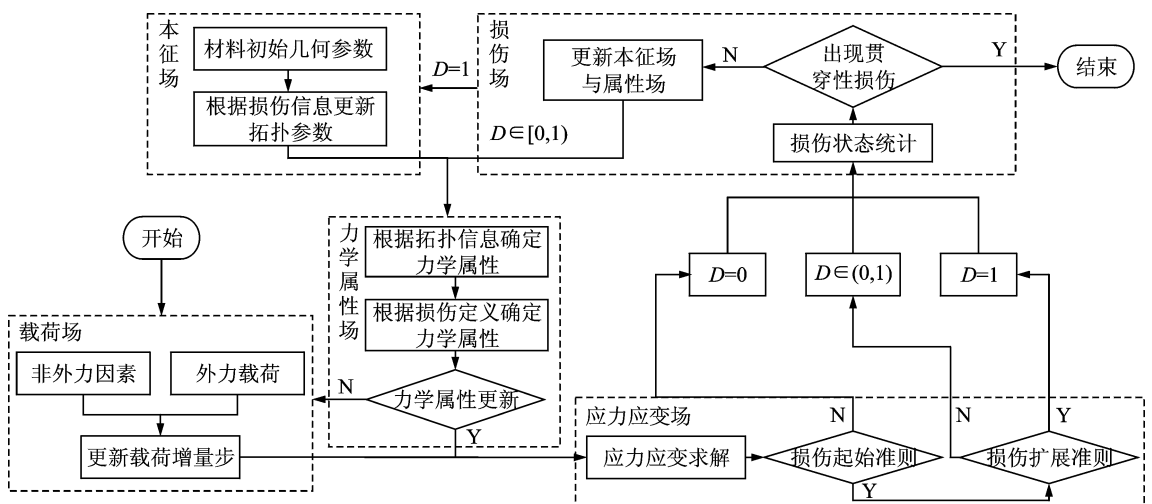 本
征
场
材料初始几何参数
根据损伤信息更新
拓扑参数
D=1
损
伤
场
更新本征场
与属性场
N
出现贯
穿性损伤
Y
结束
D∈[0,1)
损伤状态统计
开始
力
学
属
性
场
根据拓扑信息确定
力学属性
根据损伤定义确定
力学属性
力学属性更新
N
Y
D=0
D∈(0,1)
D=1
载荷场
非外力因素
外力载荷
更新载荷增量步
应力应变场
应力应变求解
损伤起始准则
N
Y
损伤扩展准则
N
Y